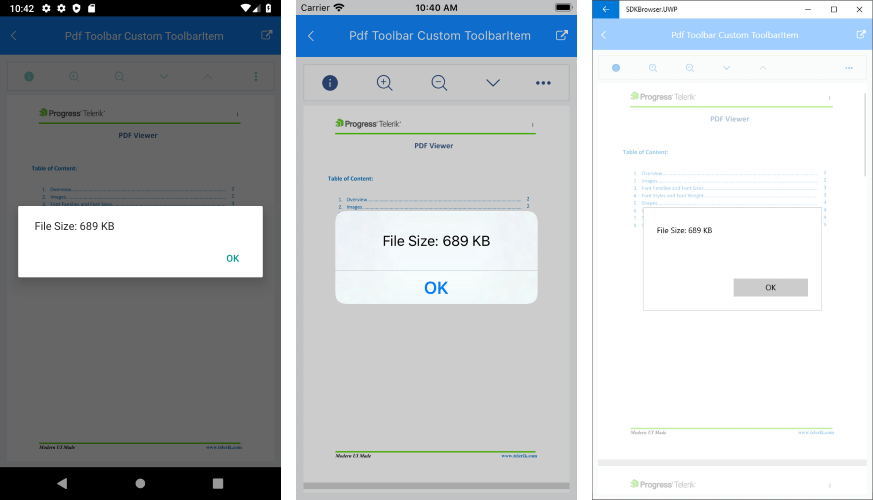 10:42
Pdf Toolbar Custom ToolbarItem
Progress Telerik
1
PDF Viewer
Table of Content:
1. Overview 2
2. Images 2
3. Font Families and Font Sizes 3
File Size: 689 KB
OK
Modern UI Made
www.telerik.com
Carrier
10:40 AM
Pdf Toolbar Custom ToolbarItem
Progress Telerik
1
PDF Viewer
Table of Content:
1. Overview 2
2. Images 2
File Size: 689 KB
OK
Modern UI Made
www.telerik.com
SDKBrowser.UWP
Pdf Toolbar Custom ToolbarItem
Progress Telerik
1
PDF Viewer
Table of Content:
1. Overview 2
2. Images 2
3. Font Families and Font Sizes 3
4. Font Styles and Font Weight 3
5. Shapes 4
File Size: 689 KB
OK
Modern UI Made
www.telerik.com
Progress Telerik